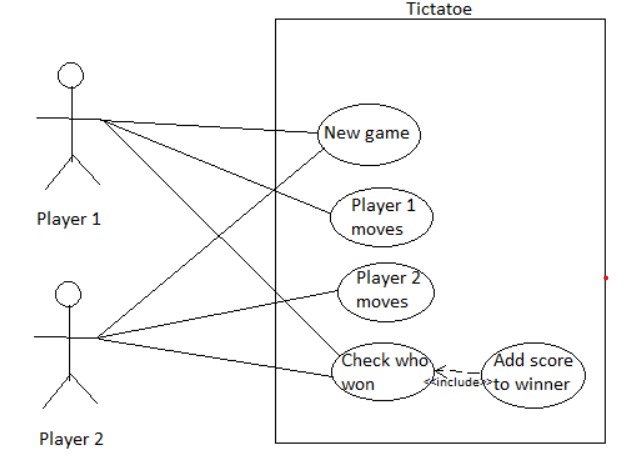 Tictatoe
New game
Player 1
moves
Player 1
Player 2
moves
Check who
won
<<include>>
Add score
to winner
Player 2